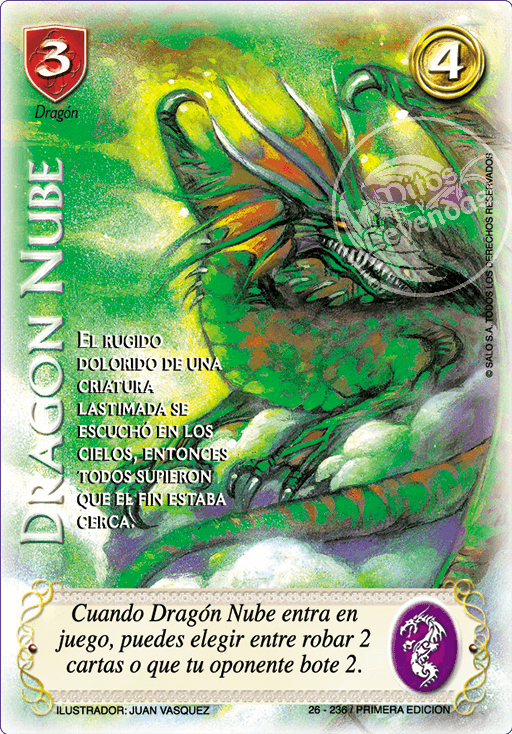 3
4
Dragón
DRAGON NUBE
Mitos
Leyendas
© SALO S.A. TODOS LOS DERECHOS RESERVADOS
EL RUGIDO
DOLORIDO DE UNA
CRIATURA
LASTIMADA SE
ESCUCHÓ EN LOS
CIELOS, ENTONCES
TODOS SUPIERON
QUE EL FIN ESTABA
CERCA.
Cuando Dragón Nube entra en
juego, puedes elegir entre robar 2
cartas o que tu oponente bote 2.
ILUSTRADOR: JUAN VASQUEZ
26 - 236 / PRIMERA EDICION